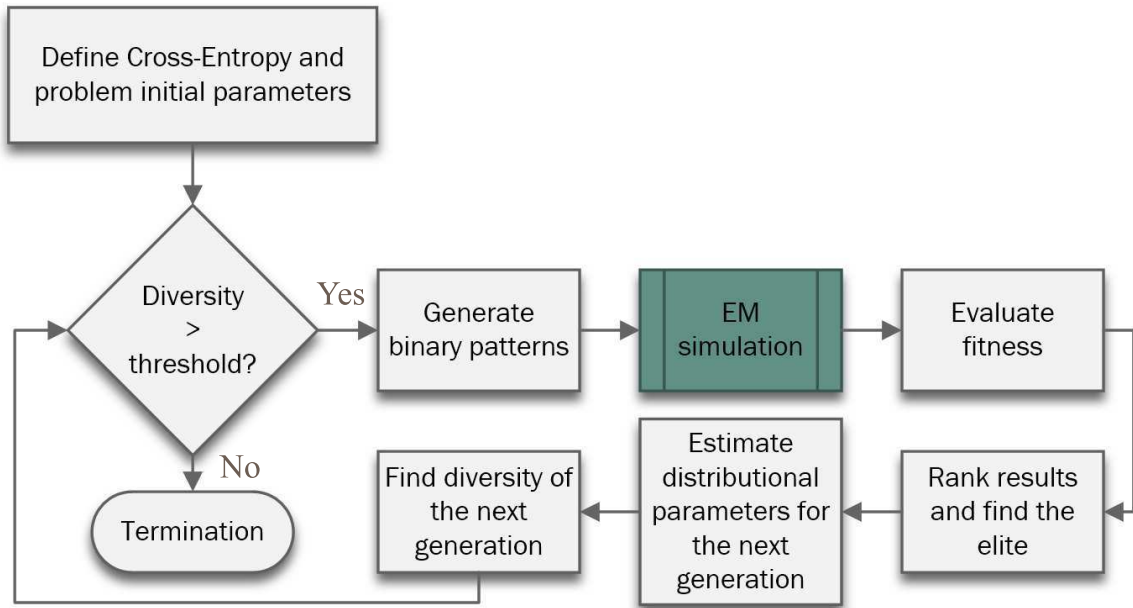 Define Cross-Entropy and
problem initial parameters
Diversity
>
threshold?
Yes
No
Termination
Generate
binary patterns
EM
simulation
Evaluate
fitness
Rank results
and find the
elite
Estimate
distributional
parameters for
the next
generation
Find diversity of
the next
generation